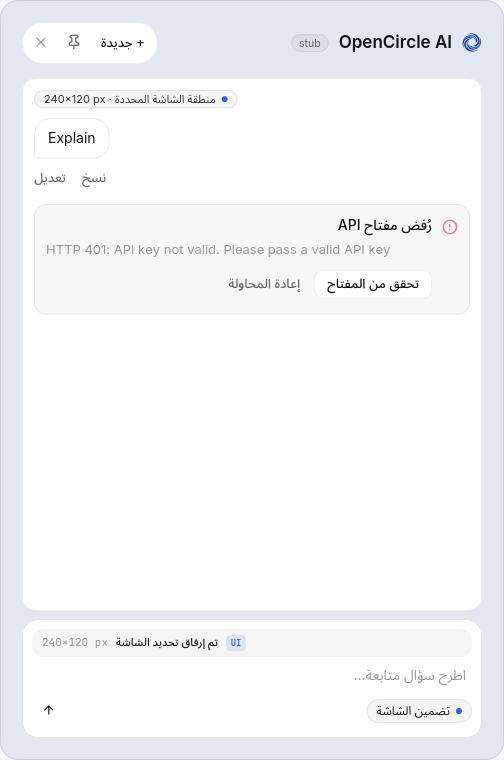 OpenCircle AI stub
+ جديدة
منطقة الشاشة المحددة · 240×120 px
Explain
نسخ تعديل
رُفض مفتاح API
HTTP 401: API key not valid. Please pass a valid API key
تحقق من المفتاح إعادة المحاولة
UI تم إرفاق تحديد الشاشة 240×120 px
اطرح سؤال متابعة...
تضمين الشاشة